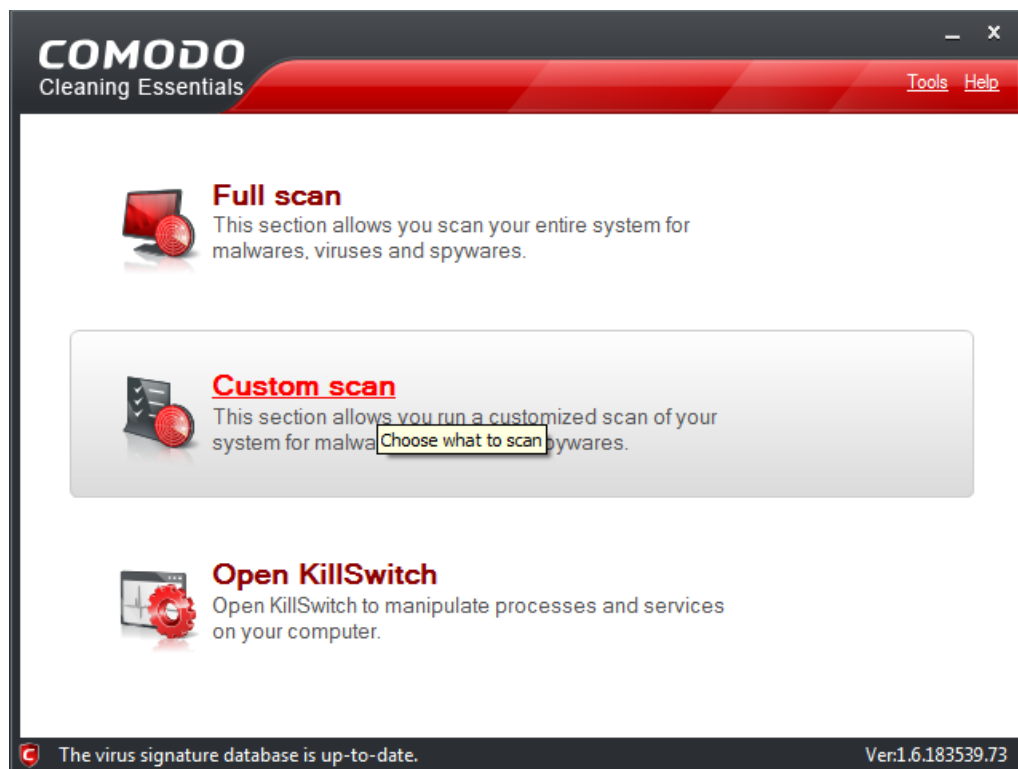 COMODO
Cleaning Essentials
Tools Help
Full scan
This section allows you scan your entire system for
malwares, viruses and spywares.
Custom scan
This section allows you run a customized scan of your
system for malwa
Choose what to scan
pywares.
Open KillSwitch
Open KillSwitch to manipulate processes and services
on your computer.
The virus signature database is up-to-date.
Ver:1.6.183539.73